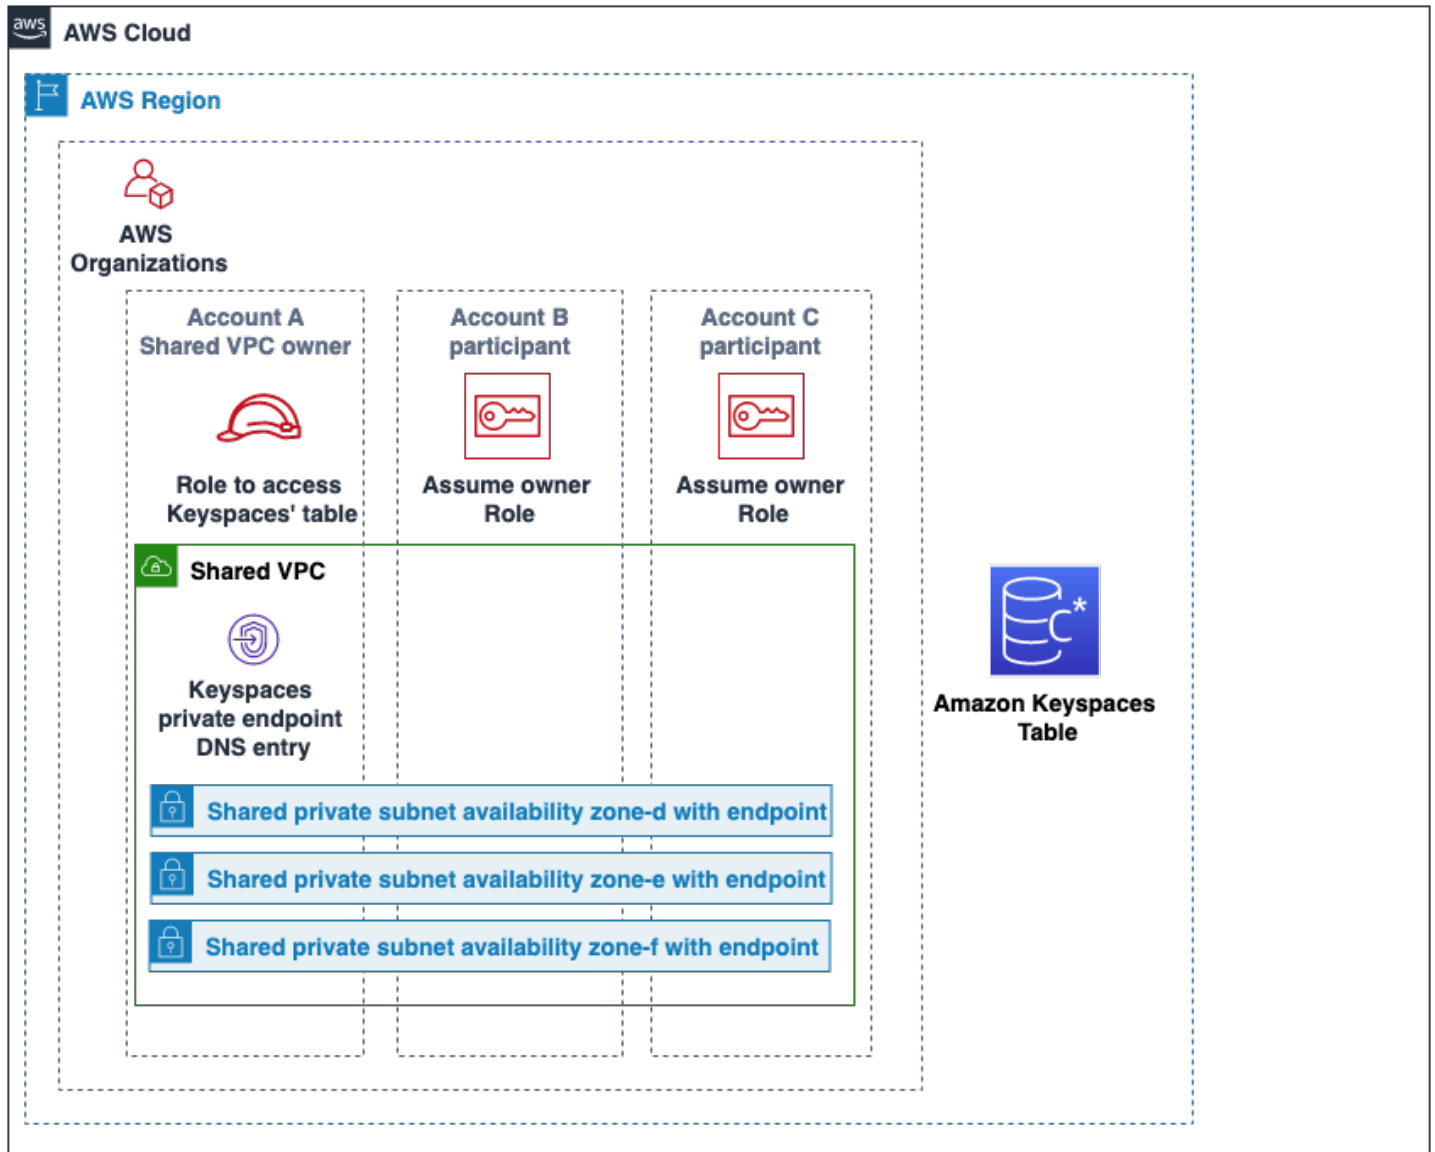 aws
AWS Cloud
AWS Region
AWS
Organizations
Account A
Shared VPC owner
Account B
participant
Account C
participant
Role to access
Keyspaces' table
Assume owner
Role
Assume owner
Role
Shared VPC
Keyspaces
private endpoint
DNS entry
C*
Amazon Keyspaces
Table
Shared private subnet availability zone-d with endpoint
Shared private subnet availability zone-e with endpoint
Shared private subnet availability zone-f with endpoint